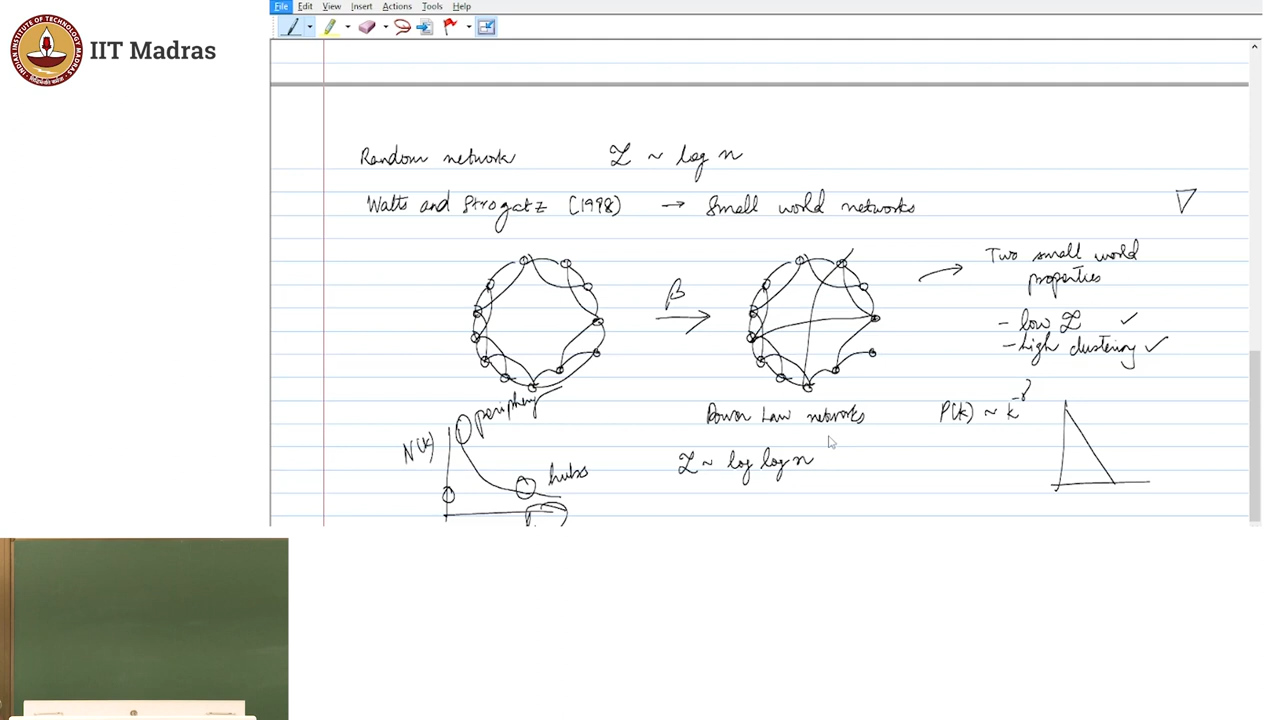 IIT Madras
File Edit View Insert Actions Tools Help
Random network L ~ log n
Watts and Strogatz (1998) → Small world networks
β
Two small world
properties
- low L ✓
- high clustering ✓
periphery
N(k)
hubs
Power Law networks P(k) ~ k^-γ
L ~ log log n